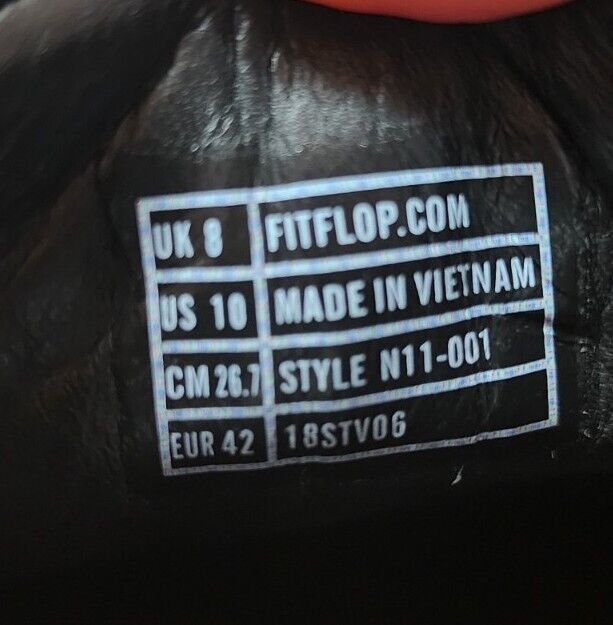 UK 8 FITFLOP.COM
US 10 MADE IN VIETNAM
CM 26.7 STYLE N11-001
EUR 42 18STV06